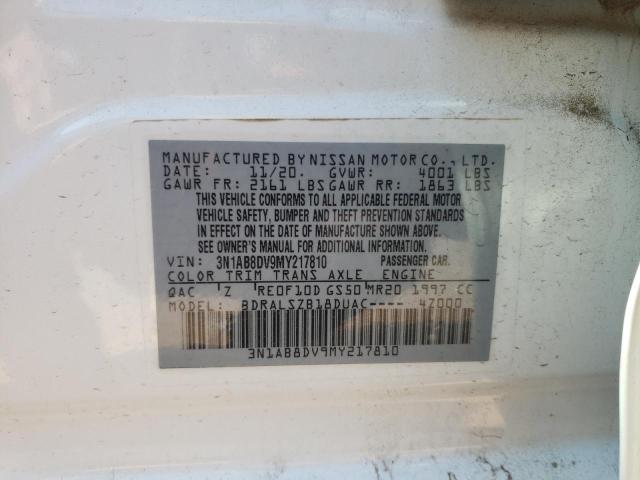 MANUFACTURED BY NISSAN MOTOR CO., LTD.
DATE: 11/20. GVWR: 4001 LBS
GAWR FR: 2161 LBS GAWR RR: 1863 LBS
THIS VEHICLE CONFORMS TO ALL APPLICABLE FEDERAL MOTOR
VEHICLE SAFETY, BUMPER AND THEFT PREVENTION STANDARDS
IN EFFECT ON THE DATE OF MANUFACTURE SHOWN ABOVE.
SEE OWNER'S MANUAL FOR ADDITIONAL INFORMATION.
VIN: 3N1AB8DV9MY217810 PASSENGER CAR.
COLOR TRIM TRANS AXLE ENGINE
QAC Z RE0F10D GS50 MR20 1997 CC
MODEL: BDRALSZB18DUAC---- 4Z000
3N1AB8DV9MY217810